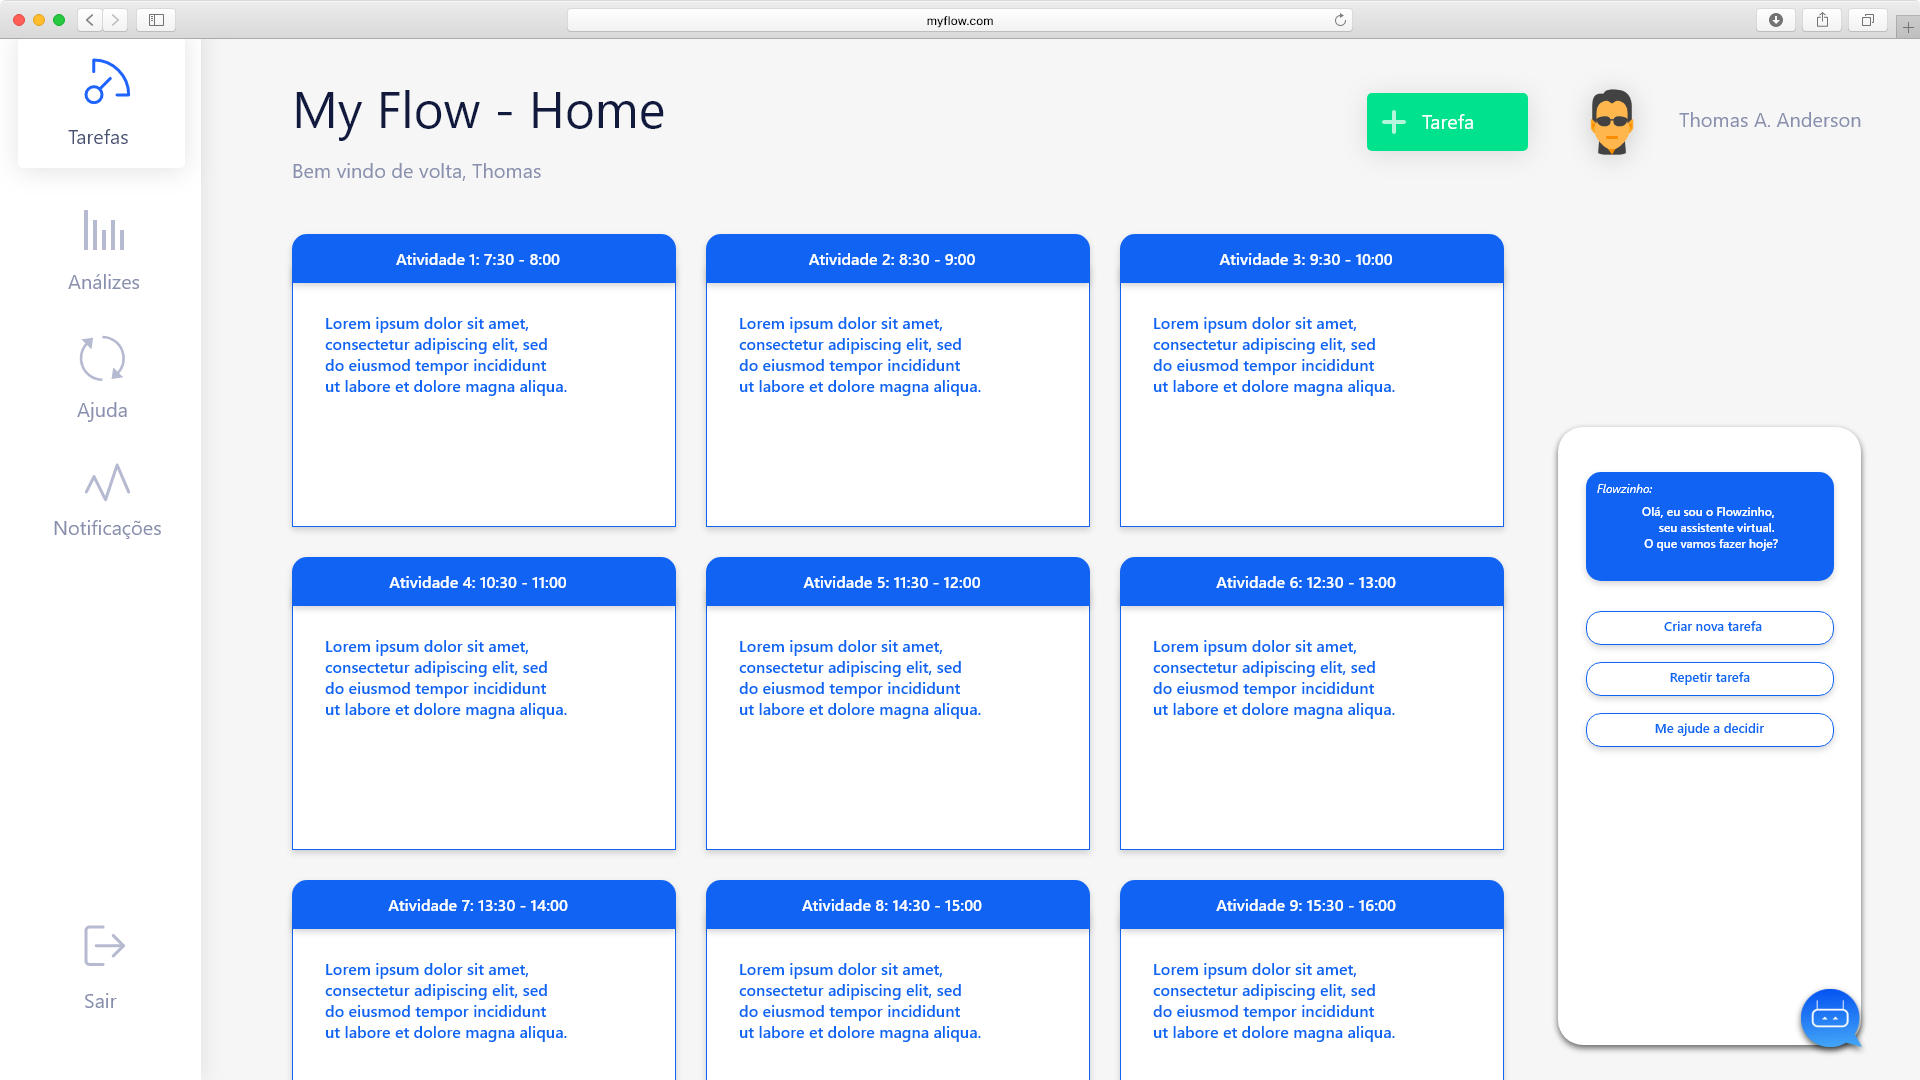 myflow.com
Tarefas
Análizes
Ajuda
Notificações
Sair
My Flow - Home
Bem vindo de volta, Thomas
Tarefa
Thomas A. Anderson
Atividade 1: 7:30 - 8:00
Lorem ipsum dolor sit amet,
consectetur adipiscing elit, sed
do eiusmod tempor incididunt
ut labore et dolore magna aliqua.
Atividade 2: 8:30 - 9:00
Lorem ipsum dolor sit amet,
consectetur adipiscing elit, sed
do eiusmod tempor incididunt
ut labore et dolore magna aliqua.
Atividade 3: 9:30 - 10:00
Lorem ipsum dolor sit amet,
consectetur adipiscing elit, sed
do eiusmod tempor incididunt
ut labore et dolore magna aliqua.
Atividade 4: 10:30 - 11:00
Lorem ipsum dolor sit amet,
consectetur adipiscing elit, sed
do eiusmod tempor incididunt
ut labore et dolore magna aliqua.
Atividade 5: 11:30 - 12:00
Lorem ipsum dolor sit amet,
consectetur adipiscing elit, sed
do eiusmod tempor incididunt
ut labore et dolore magna aliqua.
Atividade 6: 12:30 - 13:00
Lorem ipsum dolor sit amet,
consectetur adipiscing elit, sed
do eiusmod tempor incididunt
ut labore et dolore magna aliqua.
Atividade 7: 13:30 - 14:00
Lorem ipsum dolor sit amet,
consectetur adipiscing elit, sed
do eiusmod tempor incididunt
ut labore et dolore magna aliqua.
Atividade 8: 14:30 - 15:00
Lorem ipsum dolor sit amet,
consectetur adipiscing elit, sed
do eiusmod tempor incididunt
ut labore et dolore magna aliqua.
Atividade 9: 15:30 - 16:00
Lorem ipsum dolor sit amet,
consectetur adipiscing elit, sed
do eiusmod tempor incididunt
ut labore et dolore magna aliqua.
Flowzinho:
Olá, eu sou o Flowzinho,
seu assistente virtual.
O que vamos fazer hoje?
Criar nova tarefa
Repetir tarefa
Me ajude a decidir